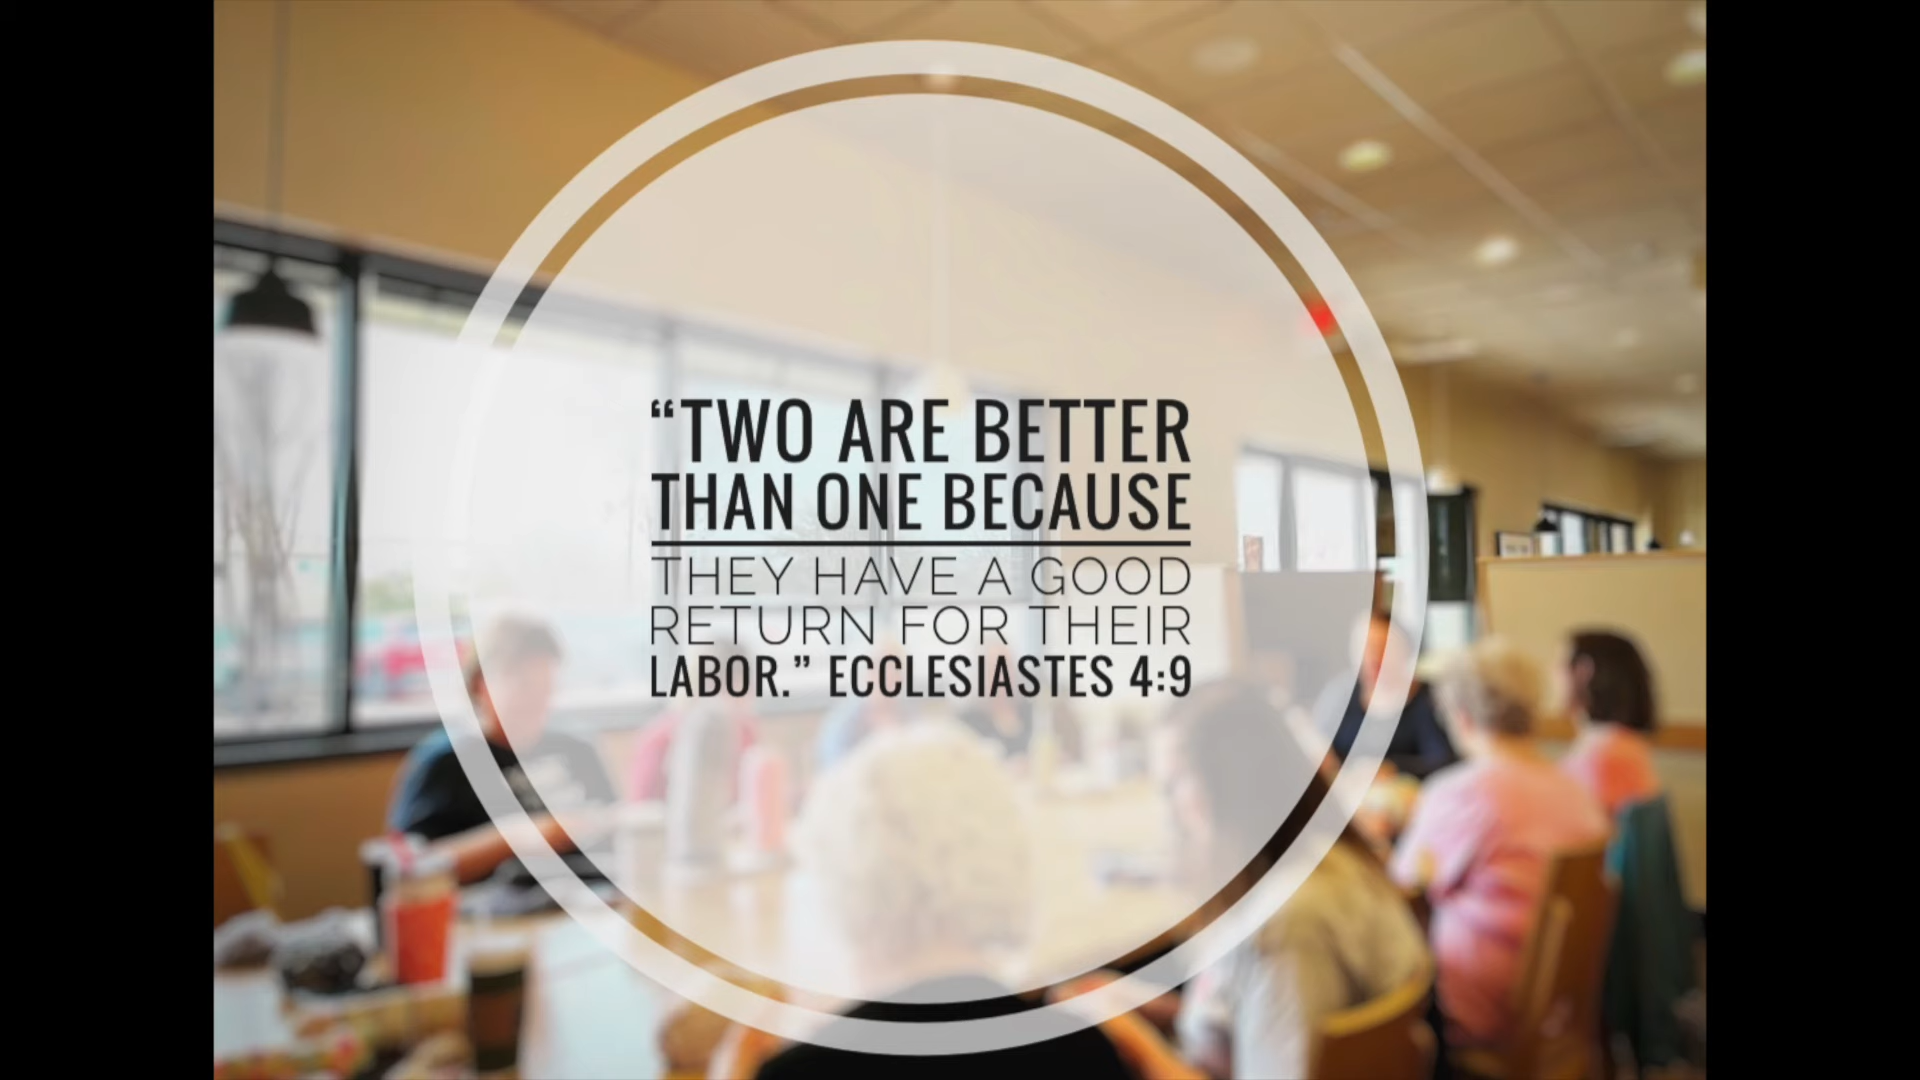 “TWO ARE BETTER
THAN ONE BECAUSE
THEY HAVE A GOOD
RETURN FOR THEIR
LABOR.” ECCLESIASTES 4:9